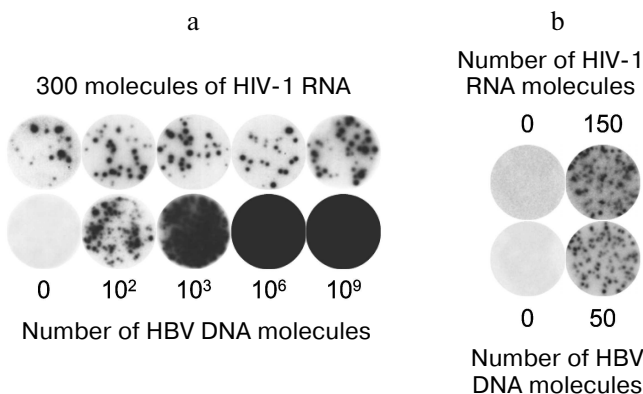 a
300 molecules of HIV-1 RNA
0 10² 10³ 10⁶ 10⁹
Number of HBV DNA molecules
b
Number of HIV-1
RNA molecules
0 150
0 50
Number of HBV
DNA molecules